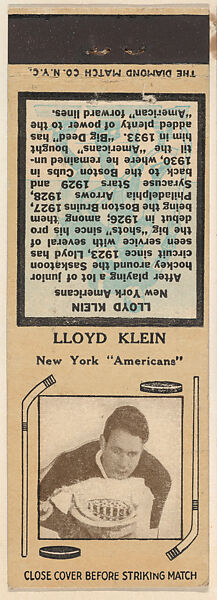 THE DIAMOND MATCH CO. N.Y.C.
LLOYD KLEIN
New York Americans
After playing a lot of junior
hockey around the Saskatoon
circuit since 1923, Lloyd has
seen service with several of
the big "shots" since his pro
debut in 1926; among them
being the Boston Bruins 1927,
Philadelphia Arrows 1928,
Syracuse Stars 1929 and
back to the Boston Cubs in
1930, where he remained un-
til the "Americans" bought
him in 1933. "Big Deed" has
added plenty of power to the
"American" forward lines.
LLOYD KLEIN
New York "Americans"
CLOSE COVER BEFORE STRIKING MATCH